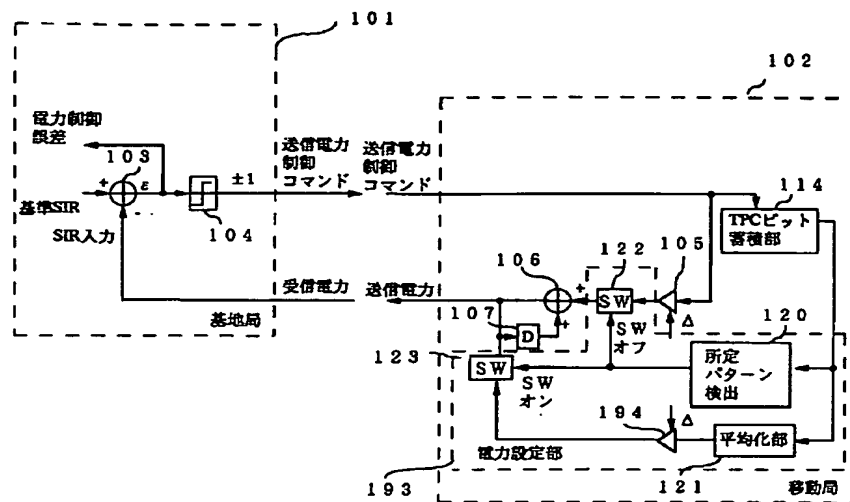 101
102
電力制御
誤差
103
+
ε
±1
基準SIR
SIR入力
104
送信電力
制御
コマンド
送信電力
制御
コマンド
114
TPCビット
蓄積部
受信電力
基地局
送信電力
106
+
+
107
D
122
SW
105
Δ
SW
オフ
120
所定
パターン
検出
123
SW
SW
オン
194
Δ
平均化部
電力設定部
121
193
移動局